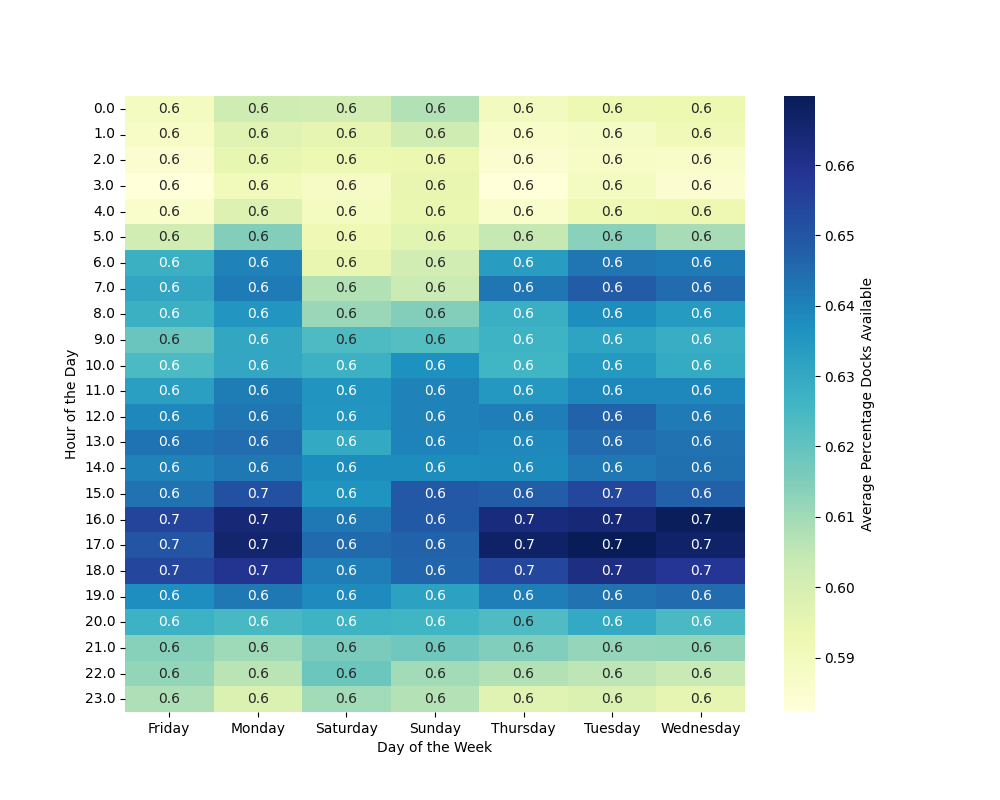 0.0 0.6 0.6 0.6 0.6 0.6 0.6 0.6
1.0 0.6 0.6 0.6 0.6 0.6 0.6 0.6
2.0 0.6 0.6 0.6 0.6 0.6 0.6 0.6
3.0 0.6 0.6 0.6 0.6 0.6 0.6 0.6
4.0 0.6 0.6 0.6 0.6 0.6 0.6 0.6
5.0 0.6 0.6 0.6 0.6 0.6 0.6 0.6
6.0 0.6 0.6 0.6 0.6 0.6 0.6 0.6
7.0 0.6 0.6 0.6 0.6 0.6 0.6 0.6
8.0 0.6 0.6 0.6 0.6 0.6 0.6 0.6
9.0 0.6 0.6 0.6 0.6 0.6 0.6 0.6
10.0 0.6 0.6 0.6 0.6 0.6 0.6 0.6
11.0 0.6 0.6 0.6 0.6 0.6 0.6 0.6
12.0 0.6 0.6 0.6 0.6 0.6 0.6 0.6
13.0 0.6 0.6 0.6 0.6 0.6 0.6 0.6
14.0 0.6 0.6 0.6 0.6 0.6 0.6 0.6
15.0 0.6 0.7 0.6 0.6 0.6 0.7 0.6
16.0 0.7 0.7 0.6 0.6 0.7 0.7 0.7
17.0 0.7 0.7 0.6 0.6 0.7 0.7 0.7
18.0 0.7 0.7 0.6 0.6 0.7 0.7 0.7
19.0 0.6 0.6 0.6 0.6 0.6 0.6 0.6
20.0 0.6 0.6 0.6 0.6 0.6 0.6 0.6
21.0 0.6 0.6 0.6 0.6 0.6 0.6 0.6
22.0 0.6 0.6 0.6 0.6 0.6 0.6 0.6
23.0 0.6 0.6 0.6 0.6 0.6 0.6 0.6
Friday Monday Saturday Sunday Thursday Tuesday Wednesday
Day of the Week
Hour of the Day
0.66
0.65
0.64
0.63
0.62
0.61
0.60
0.59
Average Percentage Docks Available